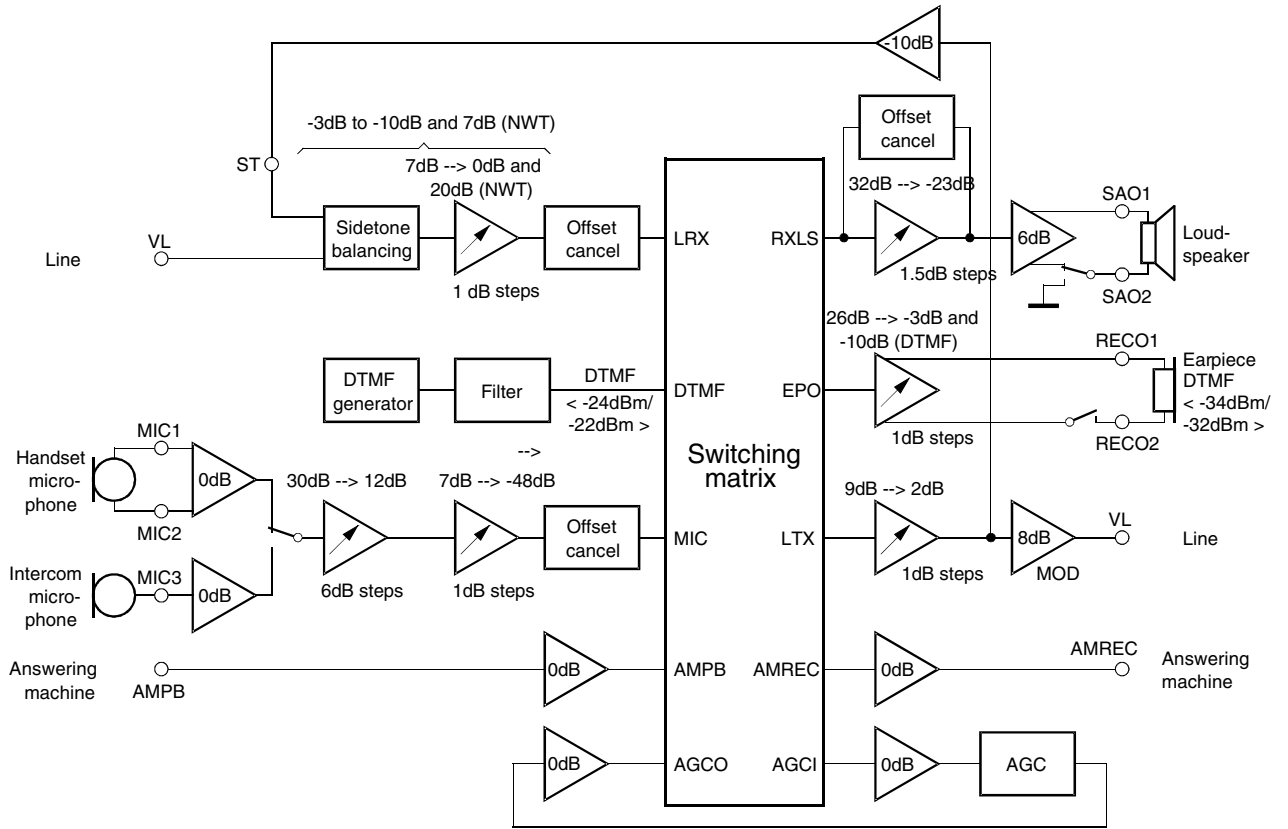 -10dB
-3dB to -10dB and 7dB (NWT)
Offset
cancel
ST
7dB --> 0dB and
20dB (NWT)
32dB --> -23dB
SAO1
Line
VL
Sidetone
balancing
Offset
cancel
LRX
RXLS
6dB
Loud-
speaker
1 dB steps
1.5dB steps
SAO2
26dB --> -3dB and
-10dB (DTMF)
RECO1
DTMF
generator
Filter
DTMF
< -24dBm/
-22dBm >
DTMF
EPO
Earpiece
DTMF
< -34dBm/
-32dBm >
1dB steps
RECO2
MIC1
Handset
micro-
phone
0dB
MIC2
-->
30dB --> 12dB
7dB --> -48dB
Switching
matrix
9dB --> 2dB
Offset
cancel
MIC
LTX
8dB
VL
Line
6dB steps
1dB steps
1dB steps
MOD
Intercom
micro-
phone
MIC3
0dB
Answering
machine
AMPB
0dB
AMPB
AMREC
0dB
AMREC
Answering
machine
0dB
AGCO
AGCI
0dB
AGC